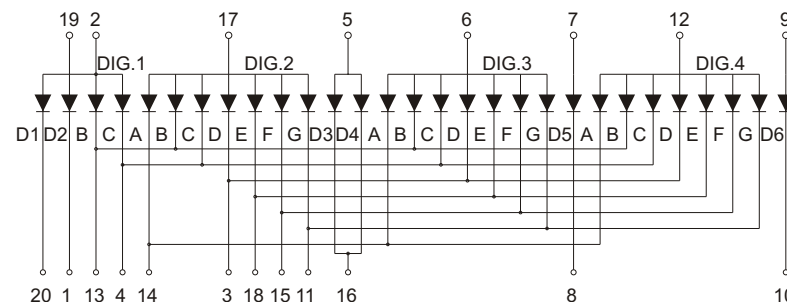 19 2 17 5 6 7 12 9
DIG.1 DIG.2 DIG.3 DIG.4
D1 D2 B C A B C D E F G D3 D4 A B C D E F G D5 A B C D E F G D6
20 1 13 4 14 3 18 15 11 16 8 10